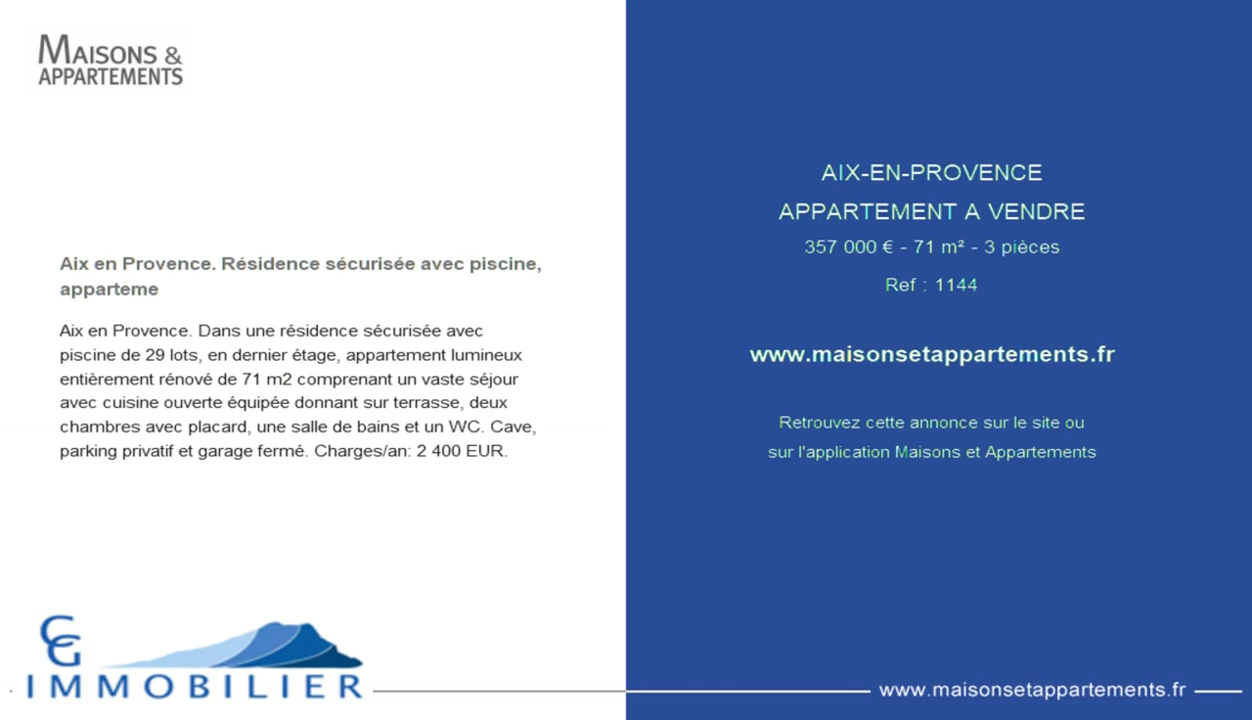 MAISONS &
APPARTEMENTS
Aix en Provence. Résidence sécurisée avec piscine,
apparteme
Aix en Provence. Dans une résidence sécurisée avec
piscine de 29 lots, en dernier étage, appartement lumineux
entièrement rénové de 71 m2 comprenant un vaste séjour
avec cuisine ouverte équipée donnant sur terrasse, deux
chambres avec placard, une salle de bains et un WC. Cave,
parking privatif et garage fermé. Charges/an: 2 400 EUR.
CG
IMMOBILIER
AIX-EN-PROVENCE
APPARTEMENT A VENDRE
357 000 € - 71 m² - 3 pièces
Ref : 1144
www.maisonsetappartements.fr
Retrouvez cette annonce sur le site ou
sur l'application Maisons et Appartements
www.maisonsetappartements.fr